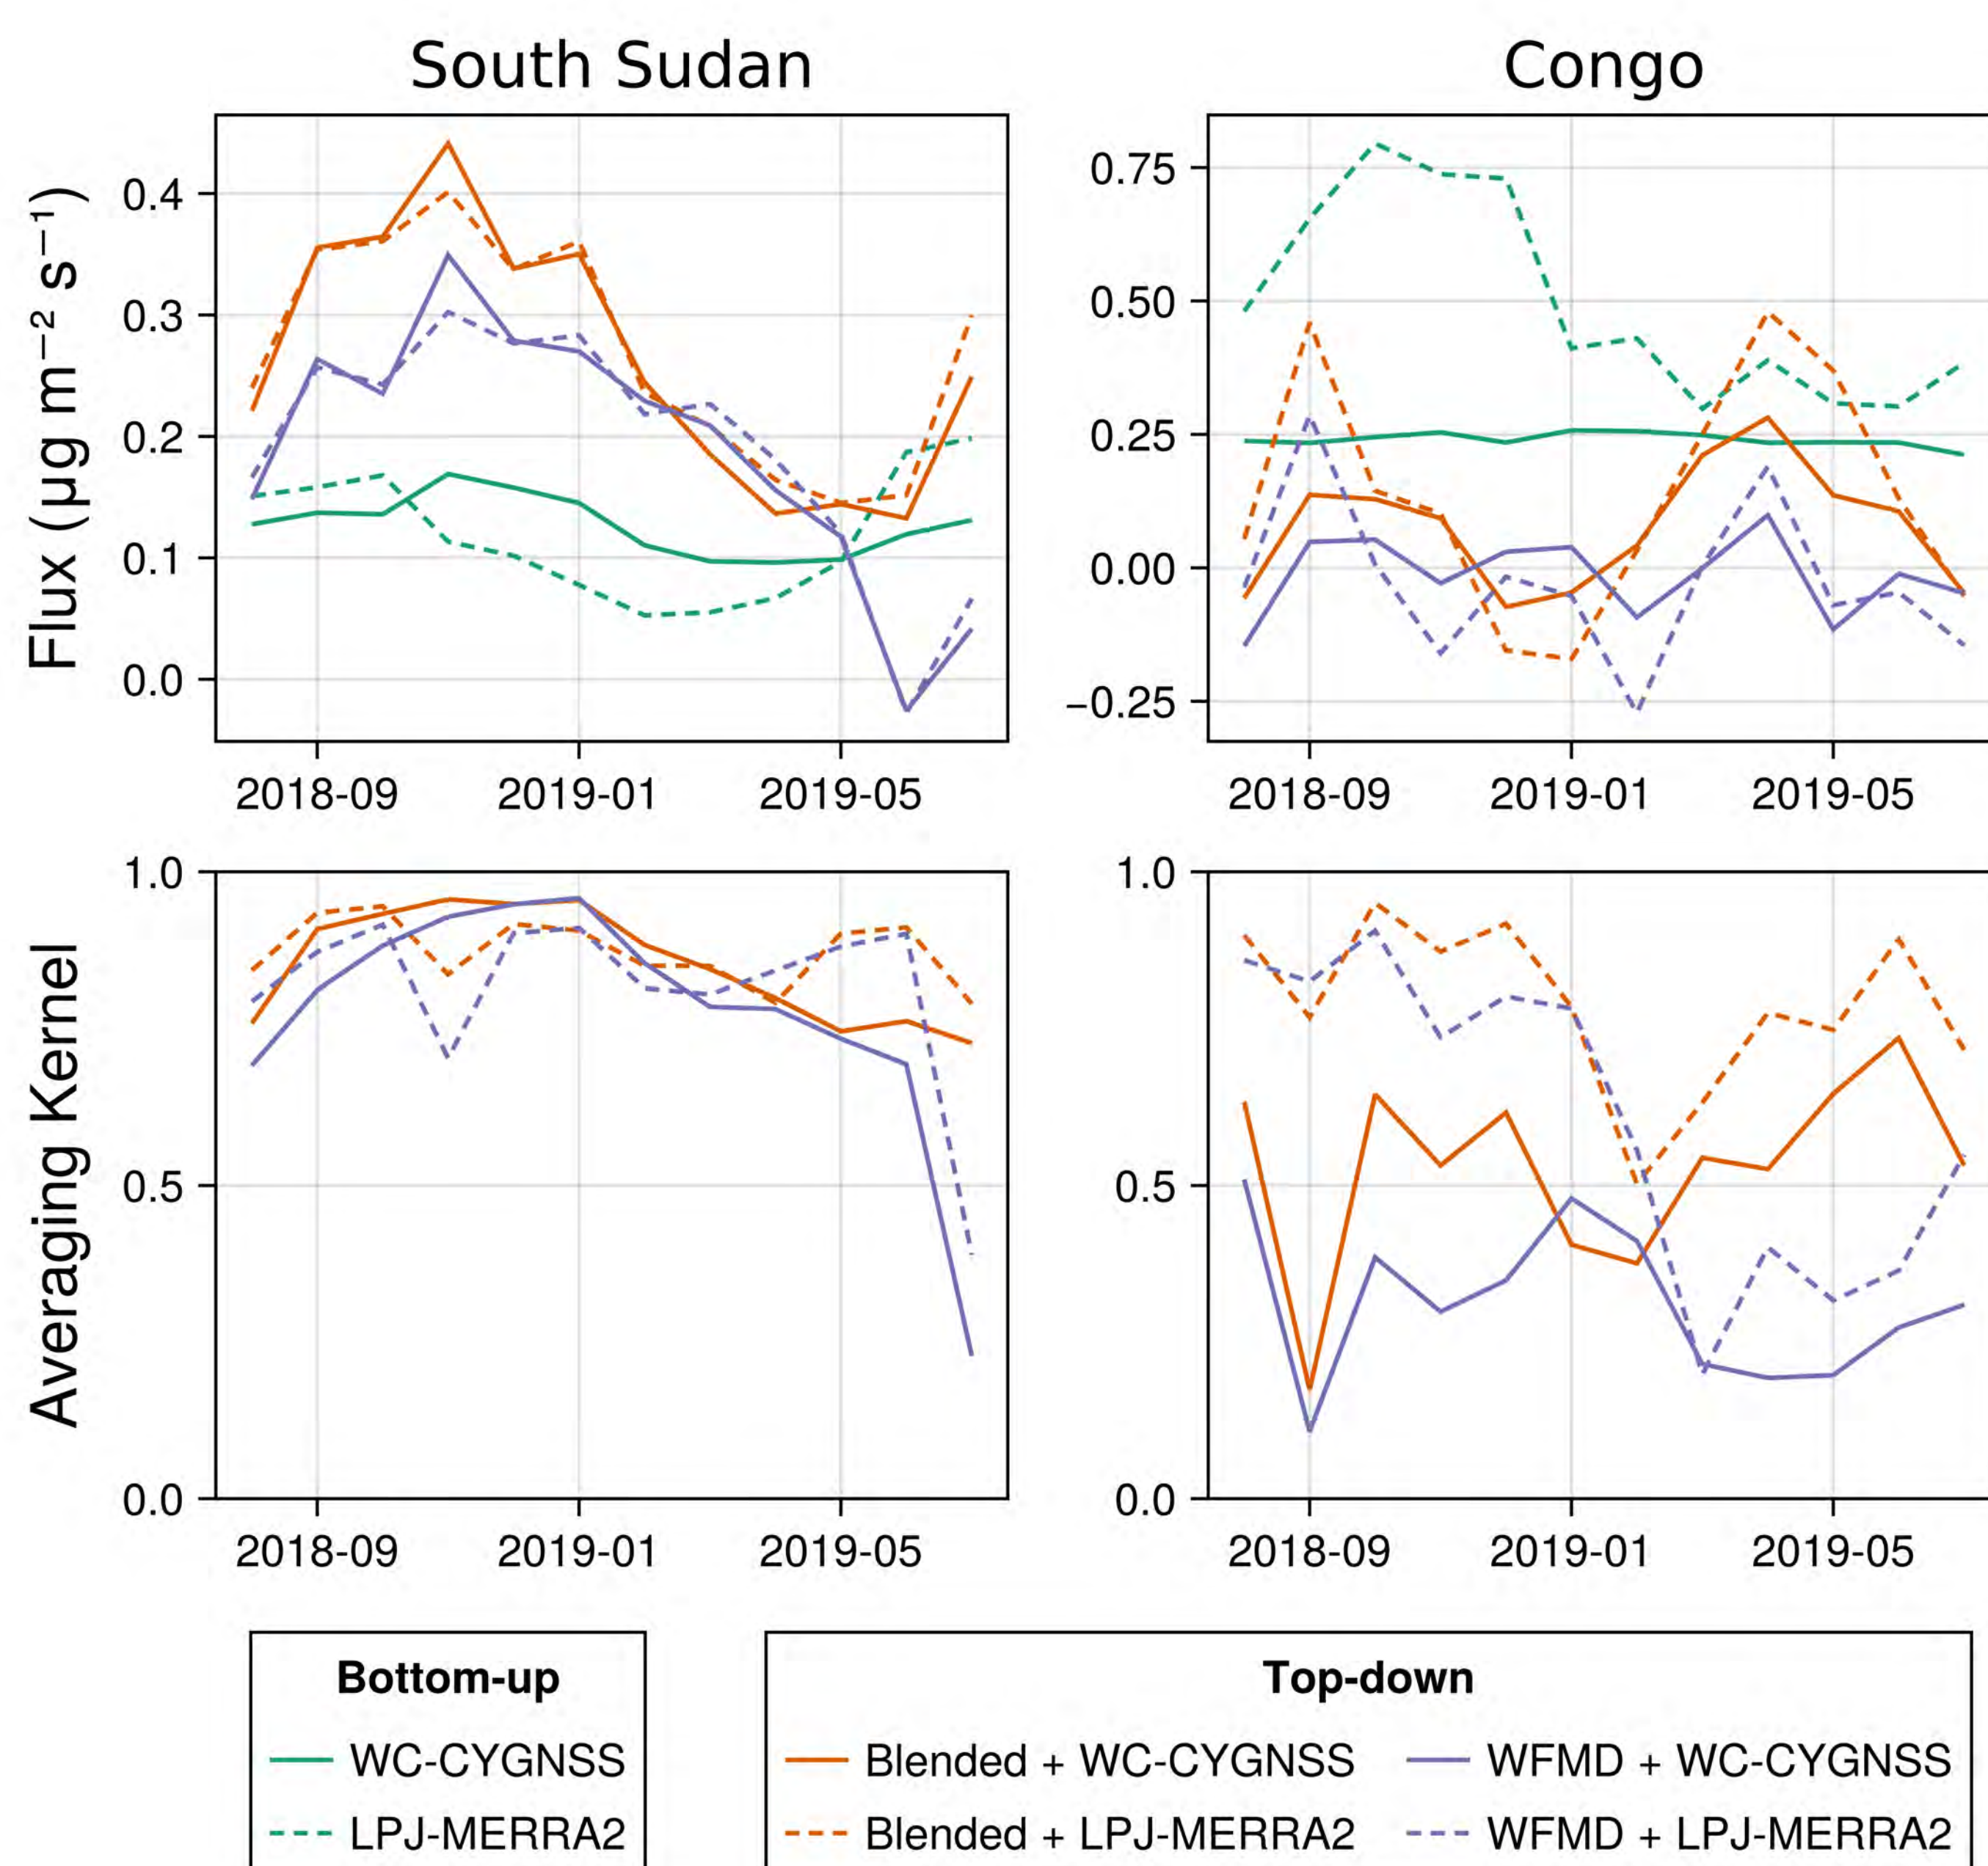 South Sudan
Congo
Flux (µg m⁻² s⁻¹)
0.4
0.3
0.2
0.1
0.0
2018-09
2019-01
2019-05
0.75
0.50
0.25
0.00
−0.25
2018-09
2019-01
2019-05
Averaging Kernel
1.0
0.5
0.0
2018-09
2019-01
2019-05
1.0
0.5
0.0
2018-09
2019-01
2019-05
Bottom-up
WC-CYGNSS
LPJ-MERRA2
Top-down
Blended + WC-CYGNSS
WFMD + WC-CYGNSS
Blended + LPJ-MERRA2
WFMD + LPJ-MERRA2